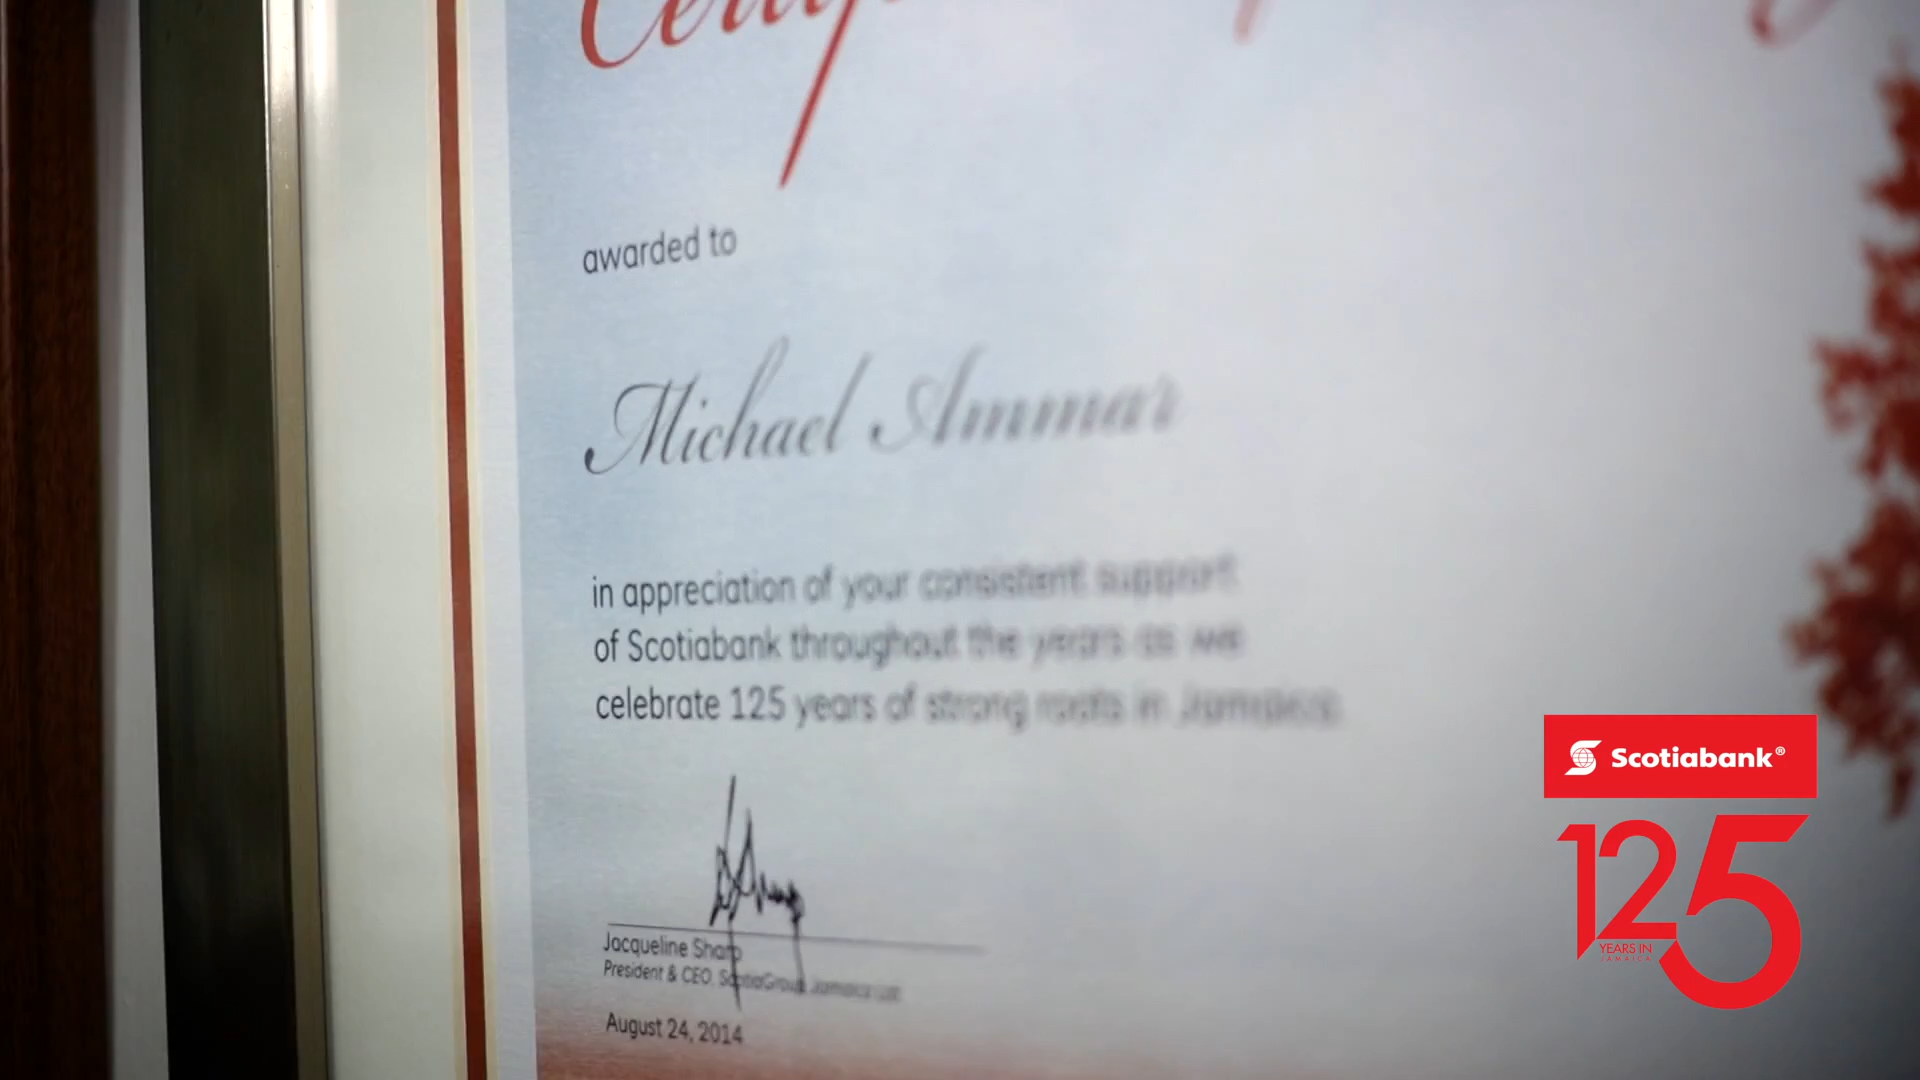 awarded to
Michael Ammar
in appreciation of your consistent support
of Scotiabank throughout the years as we
celebrate 125 years of strong roots in Jamaica.
Jacqueline Sharp
President & CEO, ScotiaGroup Jamaica Ltd
August 24, 2014
Scotiabank®
125
YEARS IN
JAMAICA